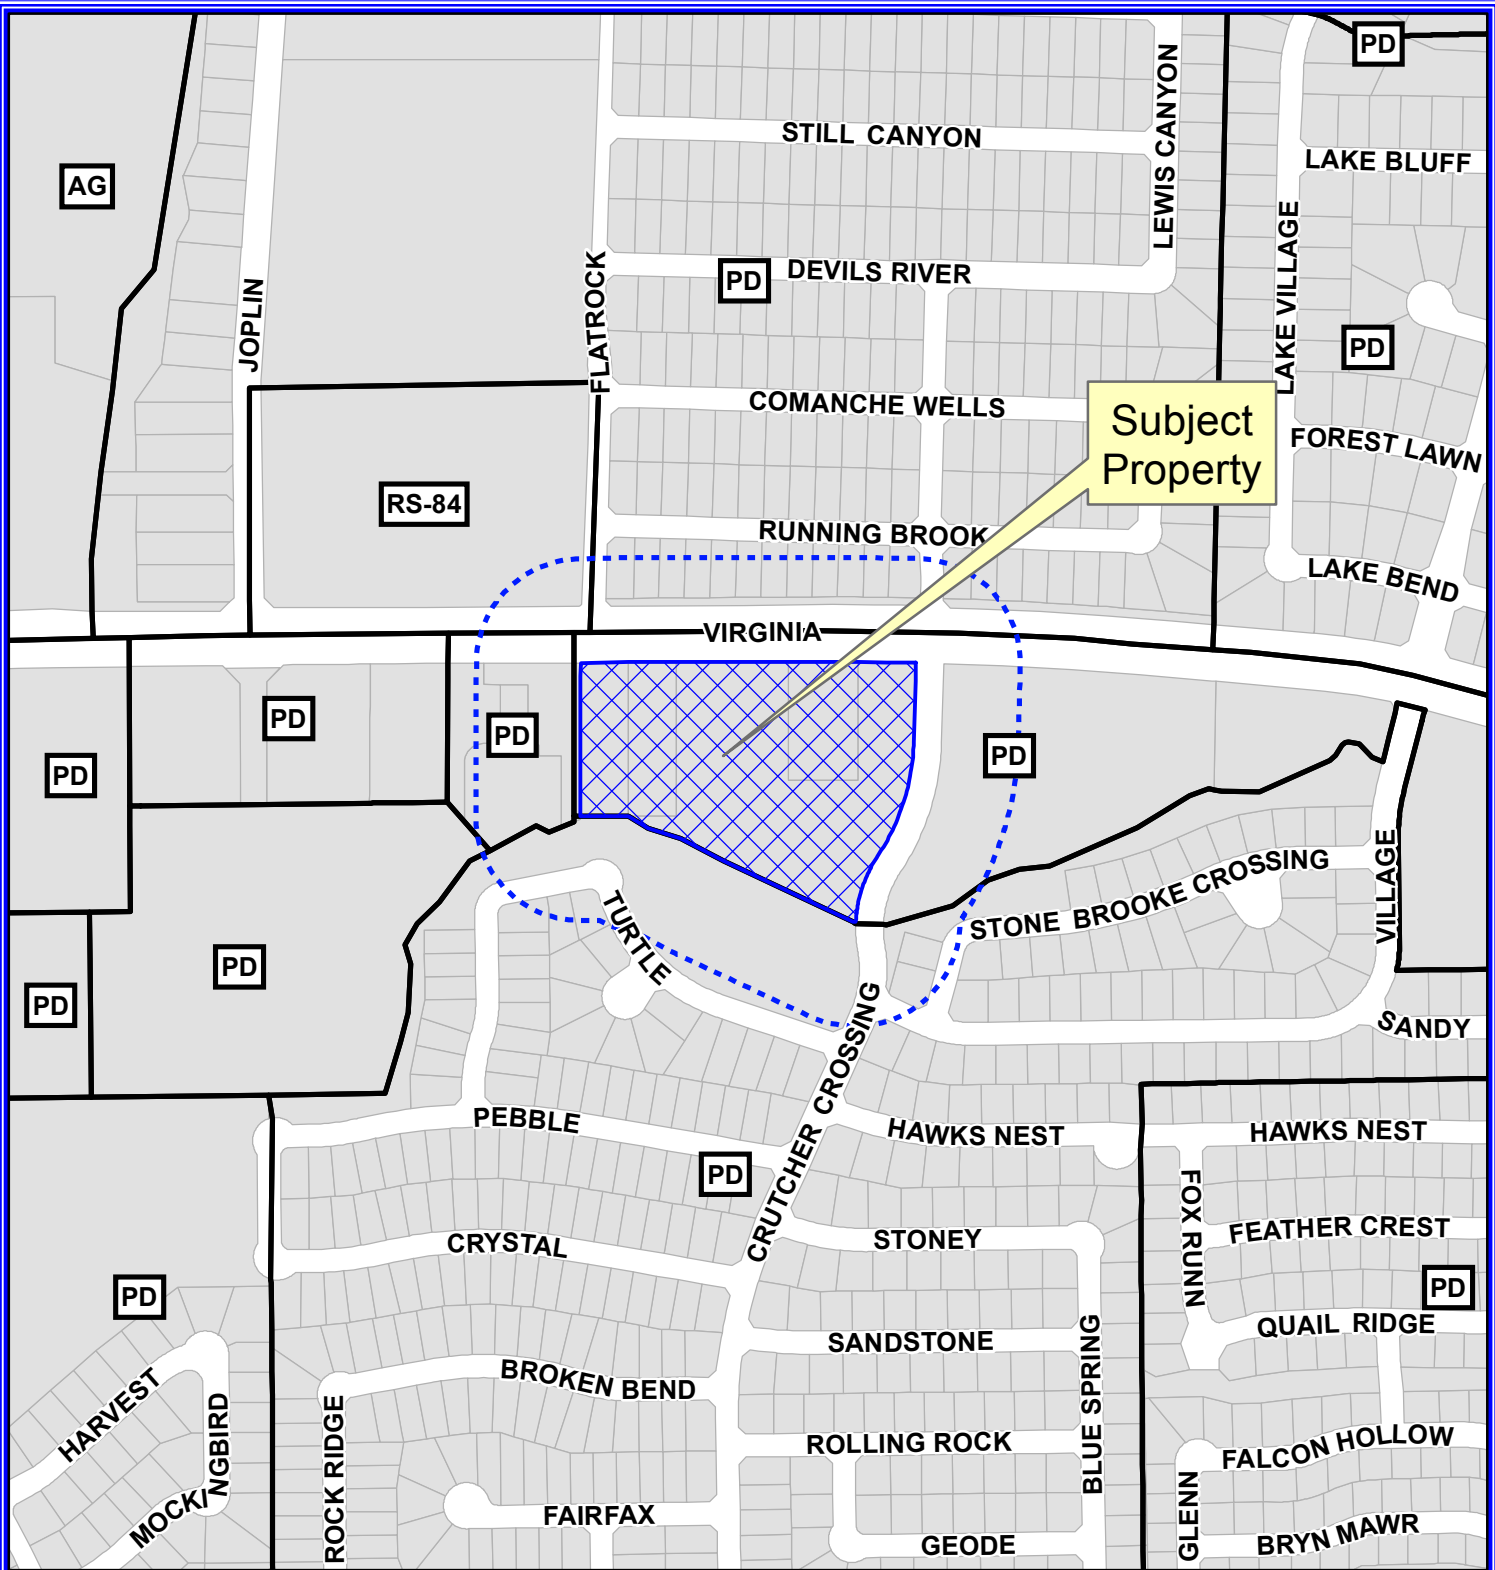 PD
STILL CANYON
LEWIS CANYON
LAKE BLUFF
AG
LAKE VILLAGE
DEVILS RIVER
PD
JOPLIN
FLATROCK
PD
COMANCHE WELLS
Subject
Property
FOREST LAWN
RS-84
RUNNING BROOK
LAKE BEND
VIRGINIA
PD
PD
PD
PD
VILLAGE
STONE BROOKE CROSSING
TURTLE
PD
PD
SANDY
CRUTCHER CROSSING
PEBBLE
HAWKS NEST
HAWKS NEST
PD
FOX RUNN
FEATHER CREST
STONEY
CRYSTAL
PD
PD
QUAIL RIDGE
SANDSTONE
BLUE SPRING
BROKEN BEND
HARVEST
MOCKINGBIRD
ROCK RIDGE
ROLLING ROCK
FALCON HOLLOW
FAIRFAX
GEODE
GLENN
BRYN MAWR